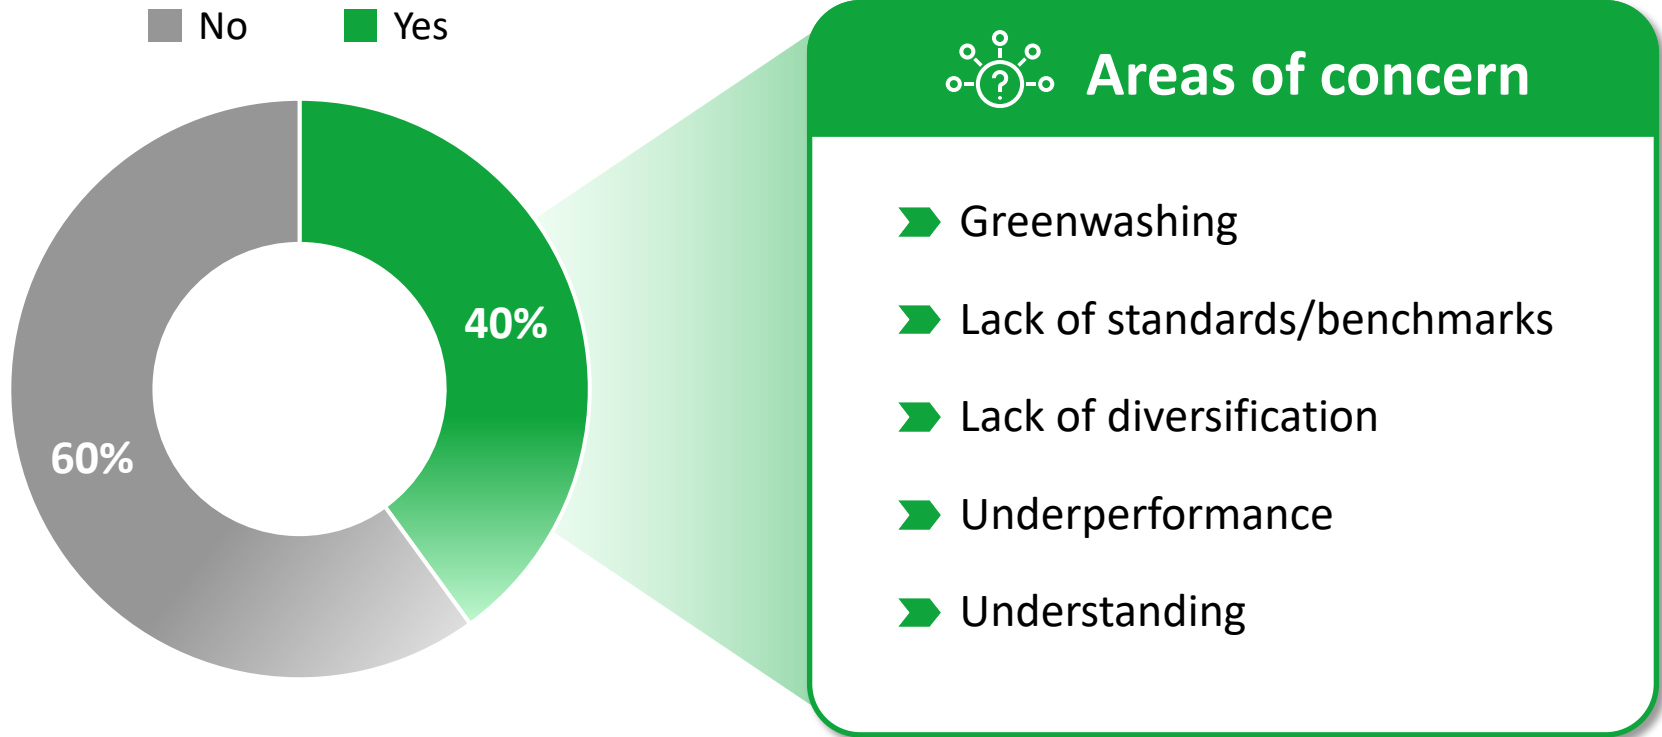 No Yes
40%
60%
? Areas of concern
Greenwashing
Lack of standards/benchmarks
Lack of diversification
Underperformance
Understanding